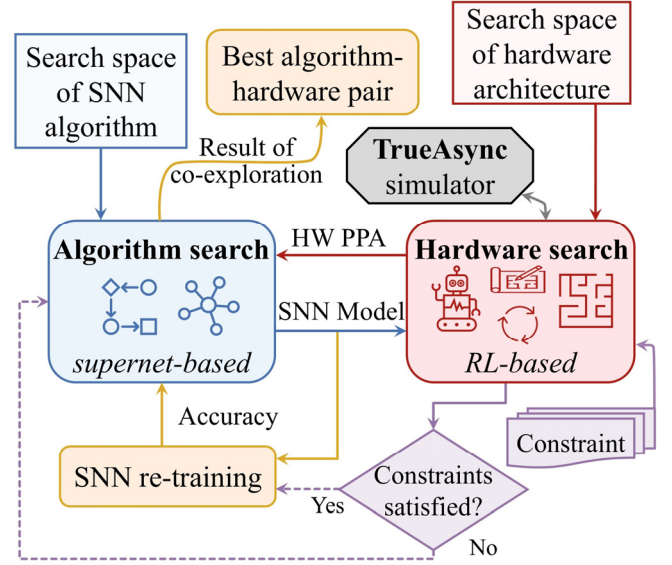 Search space
of SNN
algorithm
Best algorithm-
hardware pair
Search space
of hardware
architecture
Result of
co-exploration
TrueAsync
simulator
Algorithm search
supernet-based
HW PPA
SNN Model
Hardware search
RL-based
Accuracy
SNN re-training
Constraints
satisfied?
Constraint
Yes
No